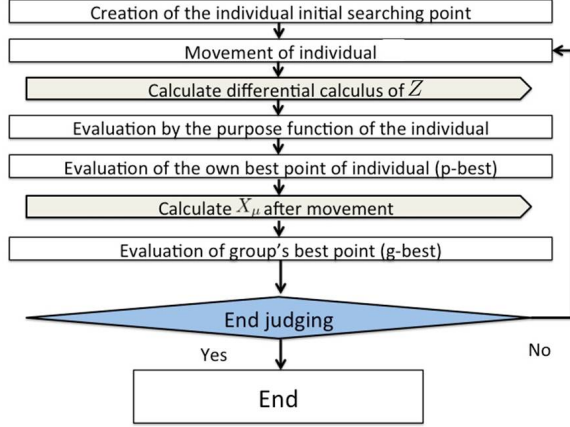 Creation of the individual initial searching point
Movement of individual
Calculate differential calculus of Z
Evaluation by the purpose function of the individual
Evaluation of the own best point of individual (p-best)
Calculate Xμ after movement
Evaluation of group's best point (g-best)
End judging
Yes
No
End